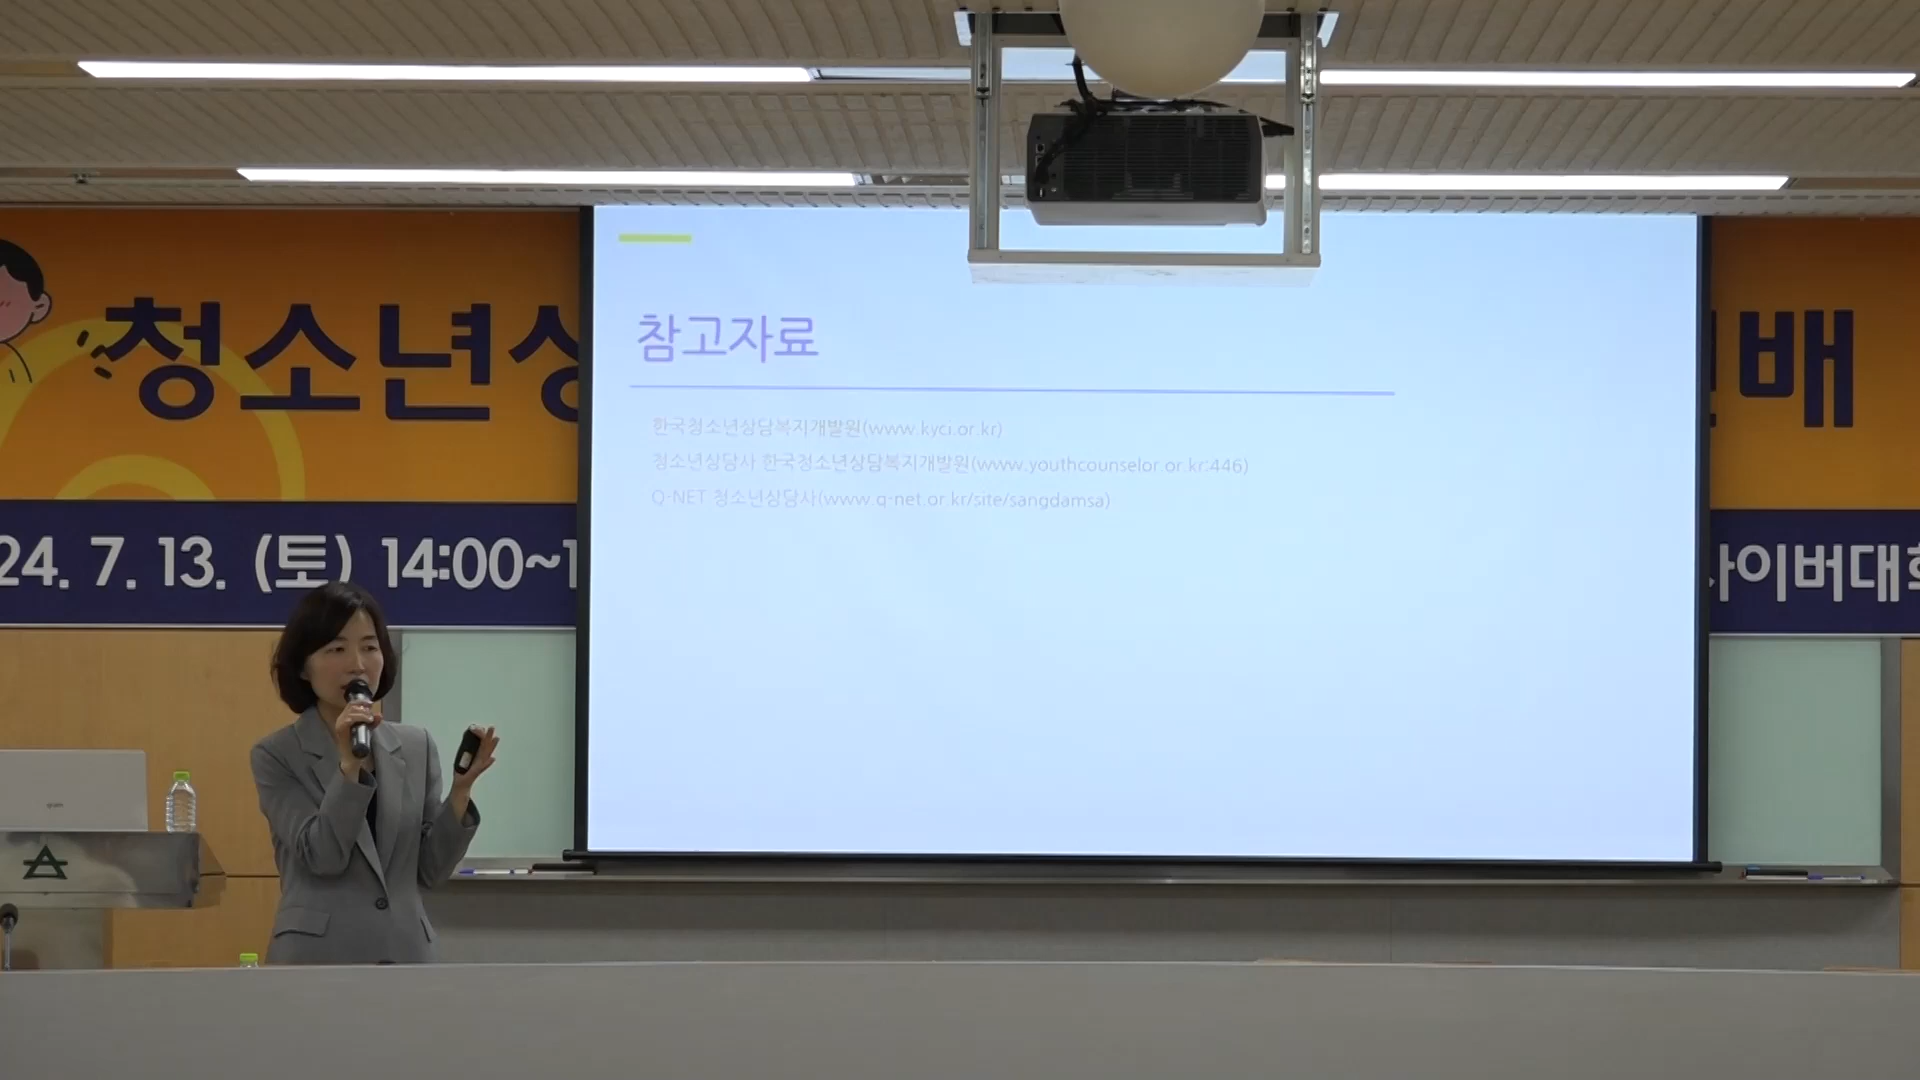 청소년상
배
24. 7. 13. (토) 14:00~1
사이버대학
참고자료
한국청소년상담복지개발원(www.kyci.or.kr)
청소년상담사 한국청소년상담복지개발원(www.youthcounselor.or.kr:446)
Q-NET 청소년상담사(www.q-net.or.kr/site/sangdamsa)